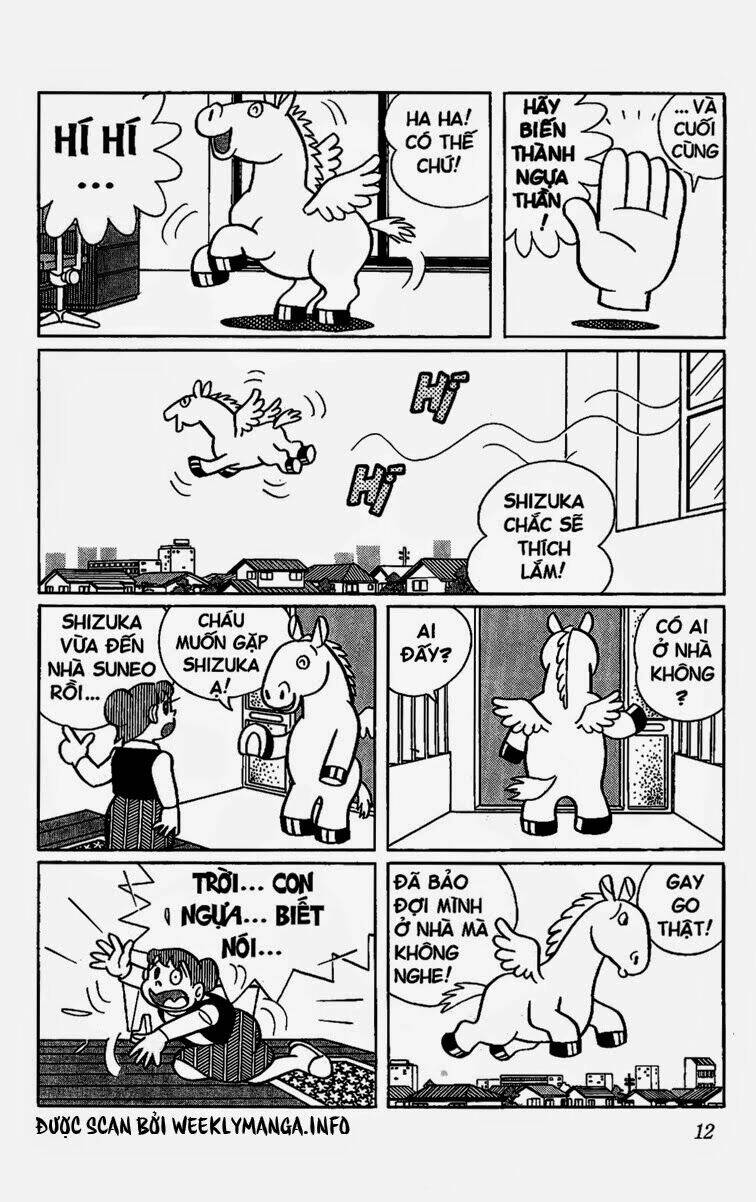 ... VÀ
CUỐI
CÙNG
HÃY
BIẾN
THÀNH
NGỰA
THẦN
!
HA HA!
CÓ THẾ
CHỨ!
HÍ HÍ
...
HÍ
HÍ
SHIZUKA
CHẮC SẼ
THÍCH
LẮM!
CÓ AI
Ở NHÀ
KHÔNG
?
AI
ĐẤY?
CHÁU
MUỐN GẶP
SHIZUKA
Ạ!
SHIZUKA
VỪA ĐẾN
NHÀ SUNEO
RỒI...
GAY
GO
THẬT!
ĐÃ BẢO
ĐỢI MÌNH
Ở NHÀ MÀ
KHÔNG
NGHE!
TRỜI... CON
NGỰA... BIẾT
NÓI...
ĐƯỢC SCAN BỞI WEEKLYMANGA.INFO
12